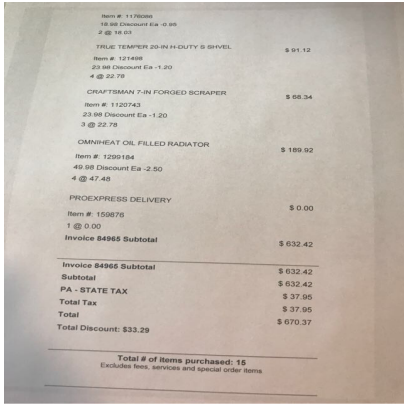 Item #: 1176086
18.98 Discount Ea -0.95
2 @ 18.03
TRUE TEMPER 20-IN H-DUTY S SHVEL $ 91.12
Item #: 121498
23.98 Discount Ea -1.20
4 @ 22.78
CRAFTSMAN 7-IN FORGED SCRAPER $ 68.34
Item #: 1120743
23.98 Discount Ea -1.20
3 @ 22.78
OMNIHEAT OIL FILLED RADIATOR $ 189.92
Item #: 1299184
49.98 Discount Ea -2.50
4 @ 47.48
PROEXPRESS DELIVERY $ 0.00
Item #: 159876
1 @ 0.00
Invoice 84965 Subtotal $ 632.42
Invoice 84965 Subtotal $ 632.42
Subtotal $ 632.42
PA - STATE TAX $ 37.95
Total Tax $ 37.95
Total $ 670.37
Total Discount: $33.29
Total # of items purchased: 15
Excludes fees, services and special order items